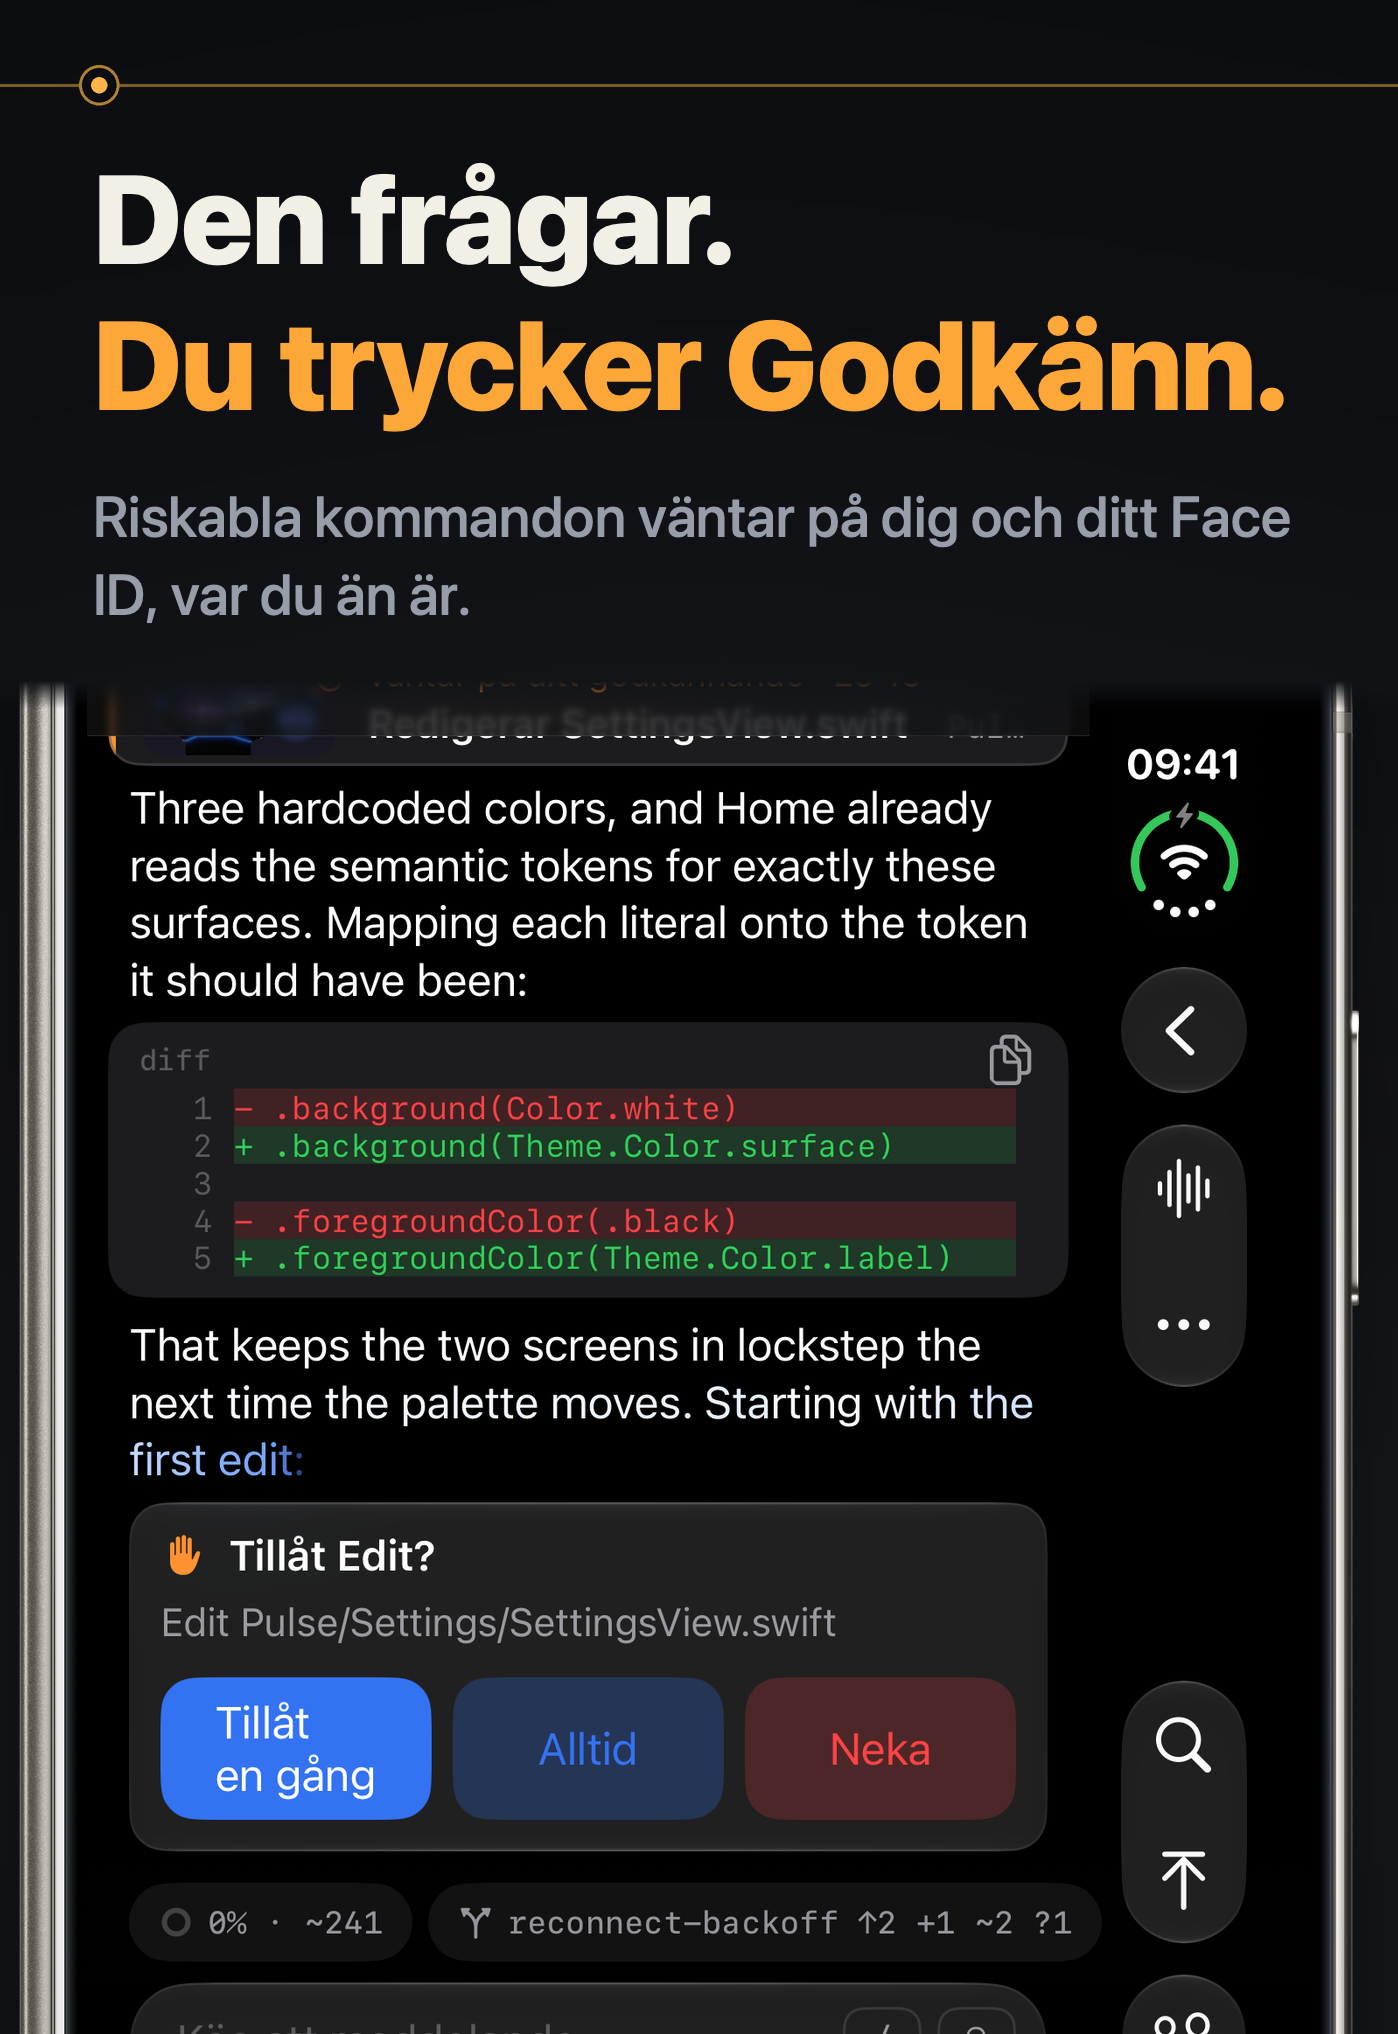 Den frågar.
Du trycker Godkänn.
Riskabla kommandon väntar på dig och ditt Face
ID, var du än är.
Redigerar SettingsView.swift Pul…
09:41
Three hardcoded colors, and Home already
reads the semantic tokens for exactly these
surfaces. Mapping each literal onto the token
it should have been:
diff
1 − .background(Color.white)
2 + .background(Theme.Color.surface)
3
4 − .foregroundColor(.black)
5 + .foregroundColor(Theme.Color.label)
That keeps the two screens in lockstep the
next time the palette moves. Starting with the
first edit:
Tillåt Edit?
Edit Pulse/Settings/SettingsView.swift
Tillåt
en gång
Alltid
Neka
0% · ~241
reconnect−backoff ↑2 +1 ~2 ?1